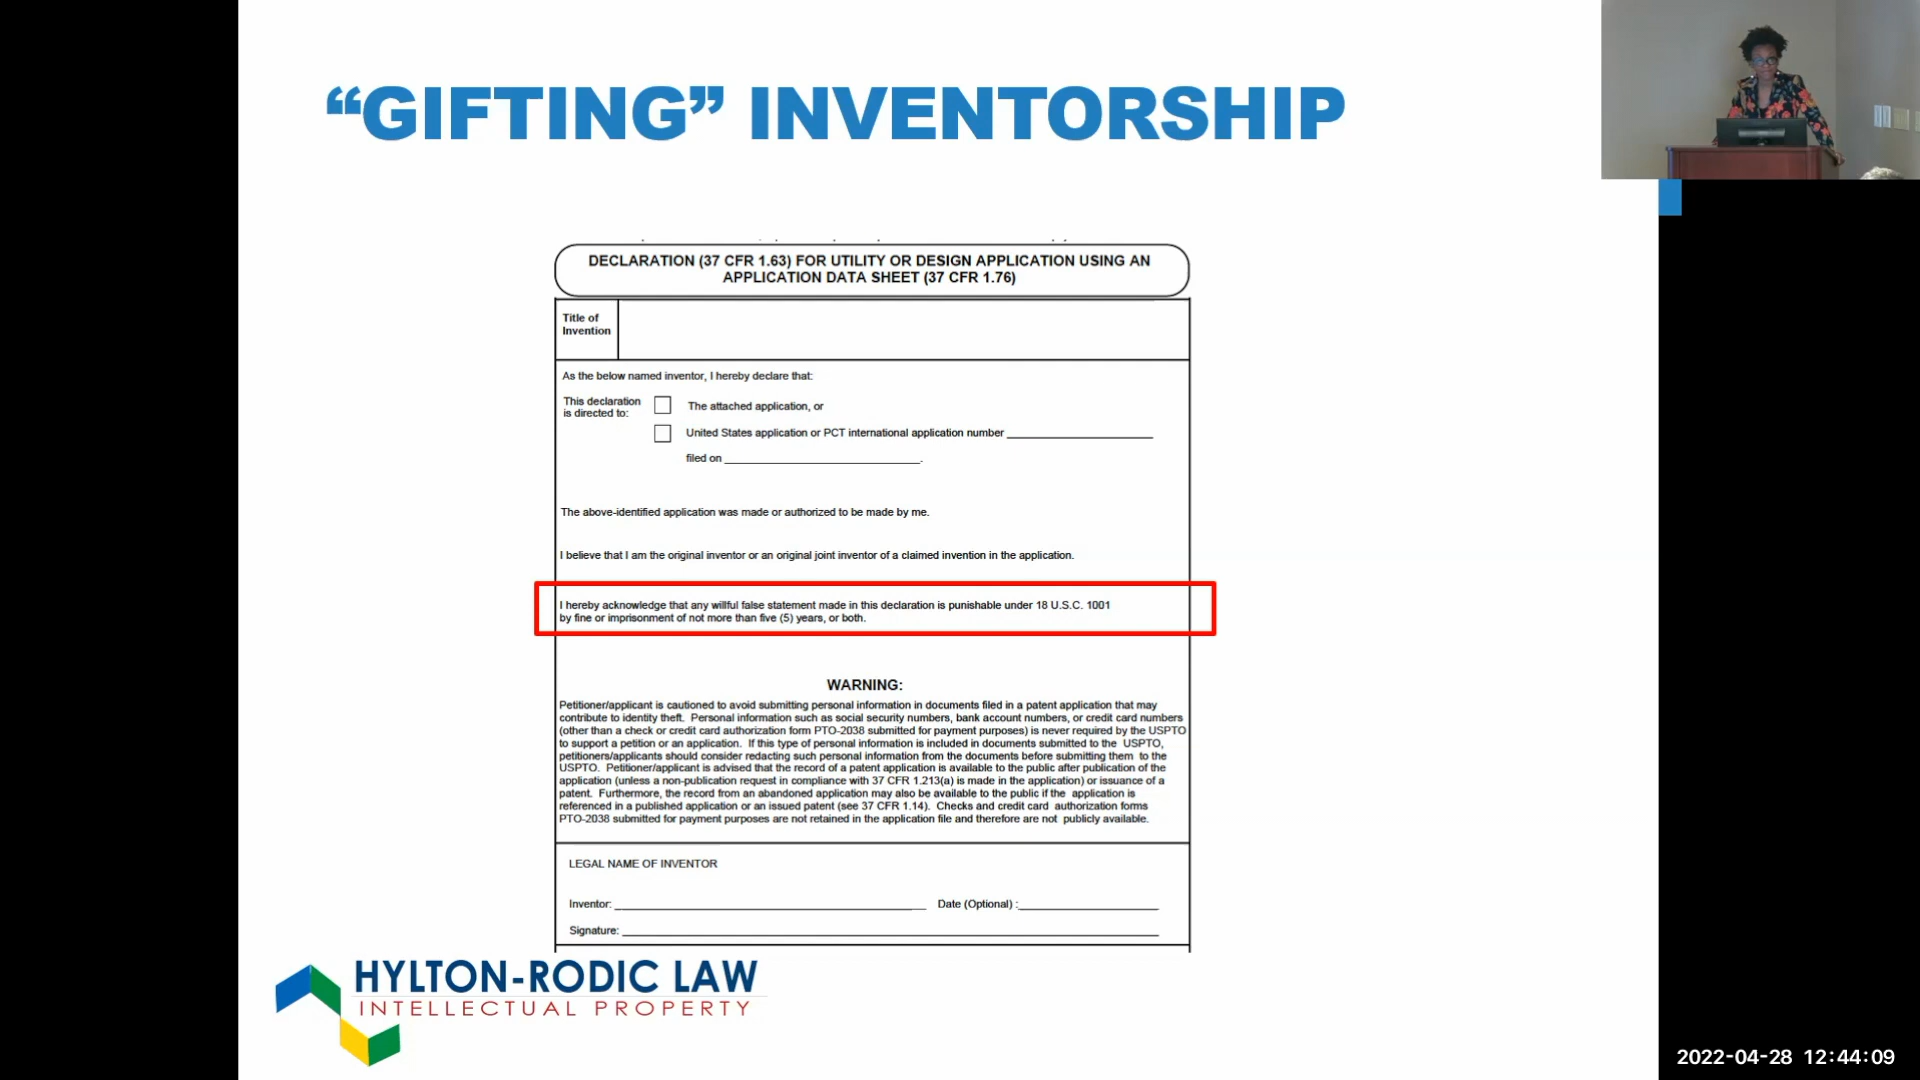 “GIFTING” INVENTORSHIP
DECLARATION (37 CFR 1.63) FOR UTILITY OR DESIGN APPLICATION USING AN
APPLICATION DATA SHEET (37 CFR 1.76)
Title of
Invention
As the below named inventor, I hereby declare that:
This declaration
is directed to:
The attached application, or
United States application or PCT international application number
filed on
The above-identified application was made or authorized to be made by me.
I believe that I am the original inventor or an original joint inventor of a claimed invention in the application.
I hereby acknowledge that any willful false statement made in this declaration is punishable under 18 U.S.C. 1001
by fine or imprisonment of not more than five (5) years, or both.
WARNING:
Petitioner/applicant is cautioned to avoid submitting personal information in documents filed in a patent application that may
contribute to identity theft. Personal information such as social security numbers, bank account numbers, or credit card numbers
(other than a check or credit card authorization form PTO-2038 submitted for payment purposes) is never required by the USPTO
to support a petition or an application. If this type of personal information is included in documents submitted to the USPTO,
petitioners/applicants should consider redacting such personal information from the documents before submitting them to the
USPTO. Petitioner/applicant is advised that the record of a patent application is available to the public after publication of the
application (unless a non-publication request in compliance with 37 CFR 1.213(a) is made in the application) or issuance of a
patent. Furthermore, the record from an abandoned application may also be available to the public if the application is
referenced in a published application or an issued patent (see 37 CFR 1.14). Checks and credit card authorization forms
PTO-2038 submitted for payment purposes are not retained in the application file and therefore are not publicly available.
LEGAL NAME OF INVENTOR
Inventor: Date (Optional) :
Signature:
HYLTON-RODIC LAW
INTELLECTUAL PROPERTY
2022-04-28 12:44:09